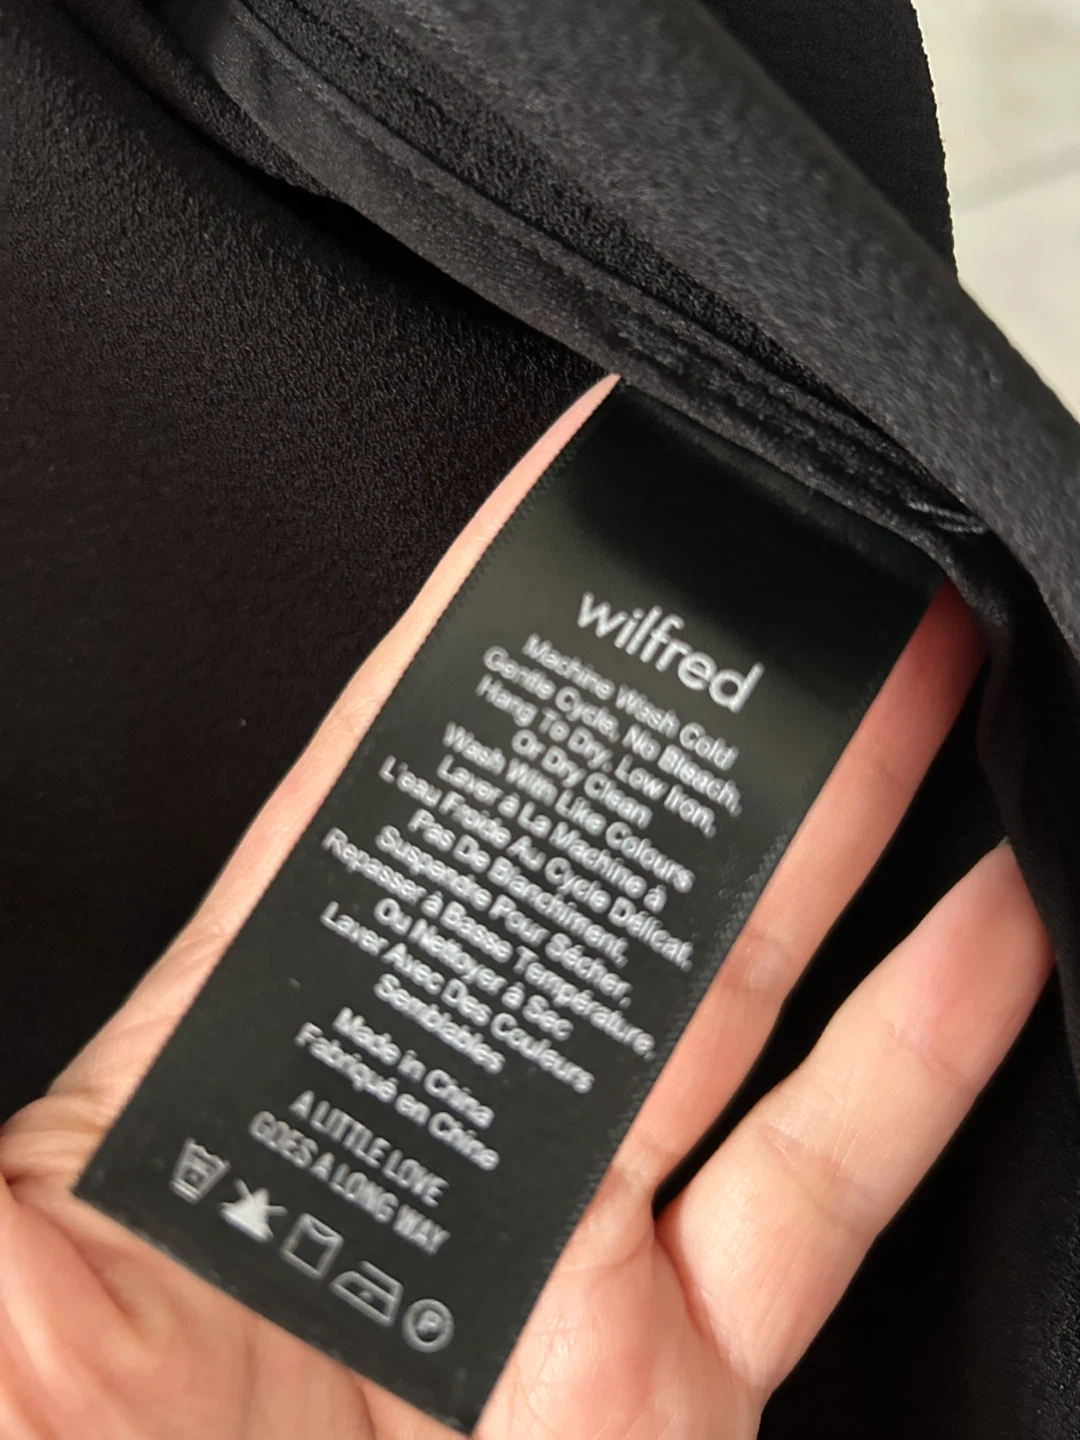 wilfred
Machine Wash Cold
Gentle Cycle, No Bleach,
Hang To Dry, Low Iron,
Or Dry Clean
Wash With Like Colours
Laver à La Machine à
L'eau Froide Au Cycle Délicat,
Pas De Blanchiment,
Suspendre Pour Sécher,
Repasser à Basse Température,
Ou Nettoyer à Sec
Laver Avec Des Couleurs
Semblables
Made in China
Fabriqué en Chine
A LITTLE LOVE
GOES A LONG WAY
P